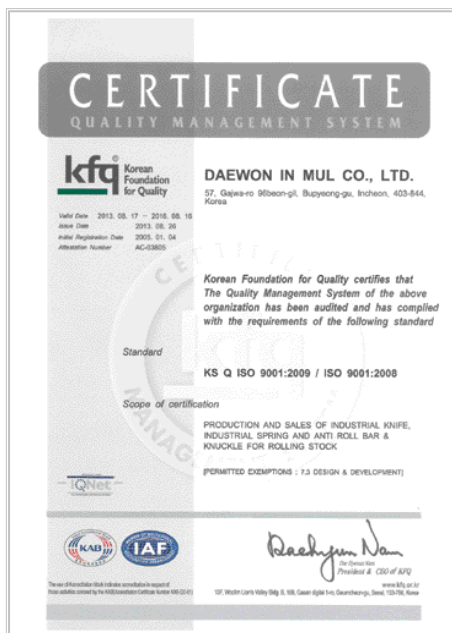 CERTIFICATE
QUALITY MANAGEMENT SYSTEM
kfq Korean
Foundation
for Quality
DAEWON IN MUL CO., LTD.
57, Gajwa-ro 96beon-gil, Bupyeong-gu, Incheon, 403-844,
Korea
Valid Date 2013. 08. 17 - 2016. 08. 16
Issue Date 2013. 08. 26
Initial Registration Date 2005. 01. 04
Attestation Number AC-03805
Korean Foundation for Quality certifies that
The Quality Management System of the above
organization has been audited and has complied
with the requirements of the following standard
Standard
KS Q ISO 9001:2009 / ISO 9001:2008
Scope of certification
PRODUCTION AND SALES OF INDUSTRIAL KNIFE,
INDUSTRIAL SPRING AND ANTI ROLL BAR &
KNUCKLE FOR ROLLING STOCK
[PERMITTED EXEMPTIONS : 7.3 DESIGN & DEVELOPMENT]
IQNet
KAB
IAF
Daehyun Nam
President & CEO of KFQ
www.kfq.or.kr